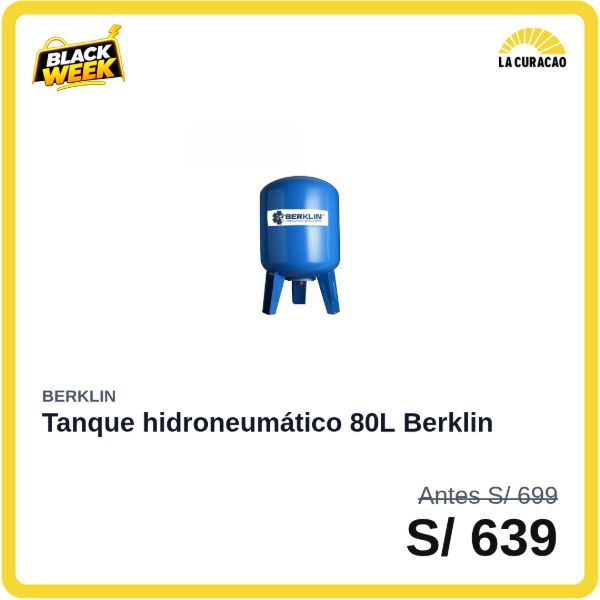 BLACK
WEEK
LA CURACAO
BERKLIN
BERKLIN
Tanque hidroneumático 80L Berklin
Antes S/ 699
S/ 639